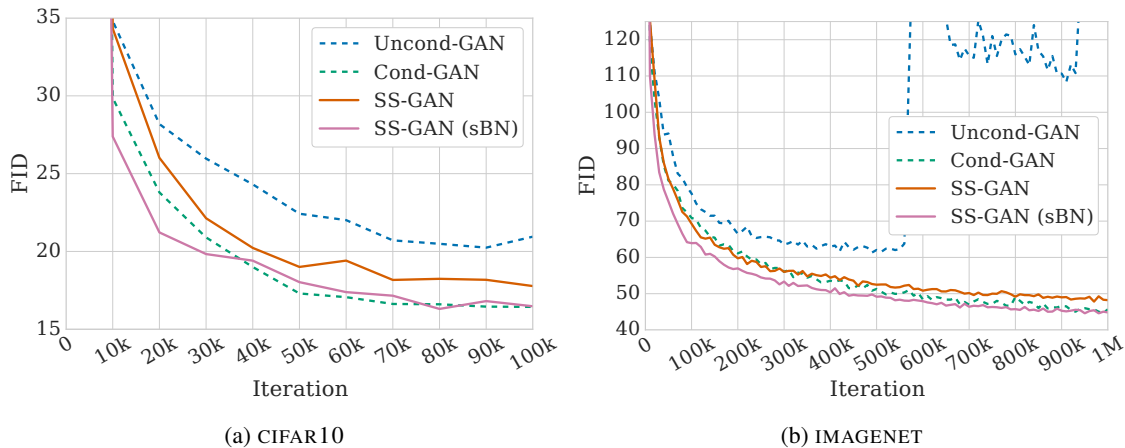 35
30
25
20
15
FID
0
10k
20k
30k
40k
50k
60k
70k
80k
90k
100k
Iteration
Uncond-GAN
Cond-GAN
SS-GAN
SS-GAN (sBN)
(a) CIFAR10
120
110
100
90
80
70
60
50
40
FID
0
100k
200k
300k
400k
500k
600k
700k
800k
900k
1M
Iteration
Uncond-GAN
Cond-GAN
SS-GAN
SS-GAN (sBN)
(b) IMAGENET